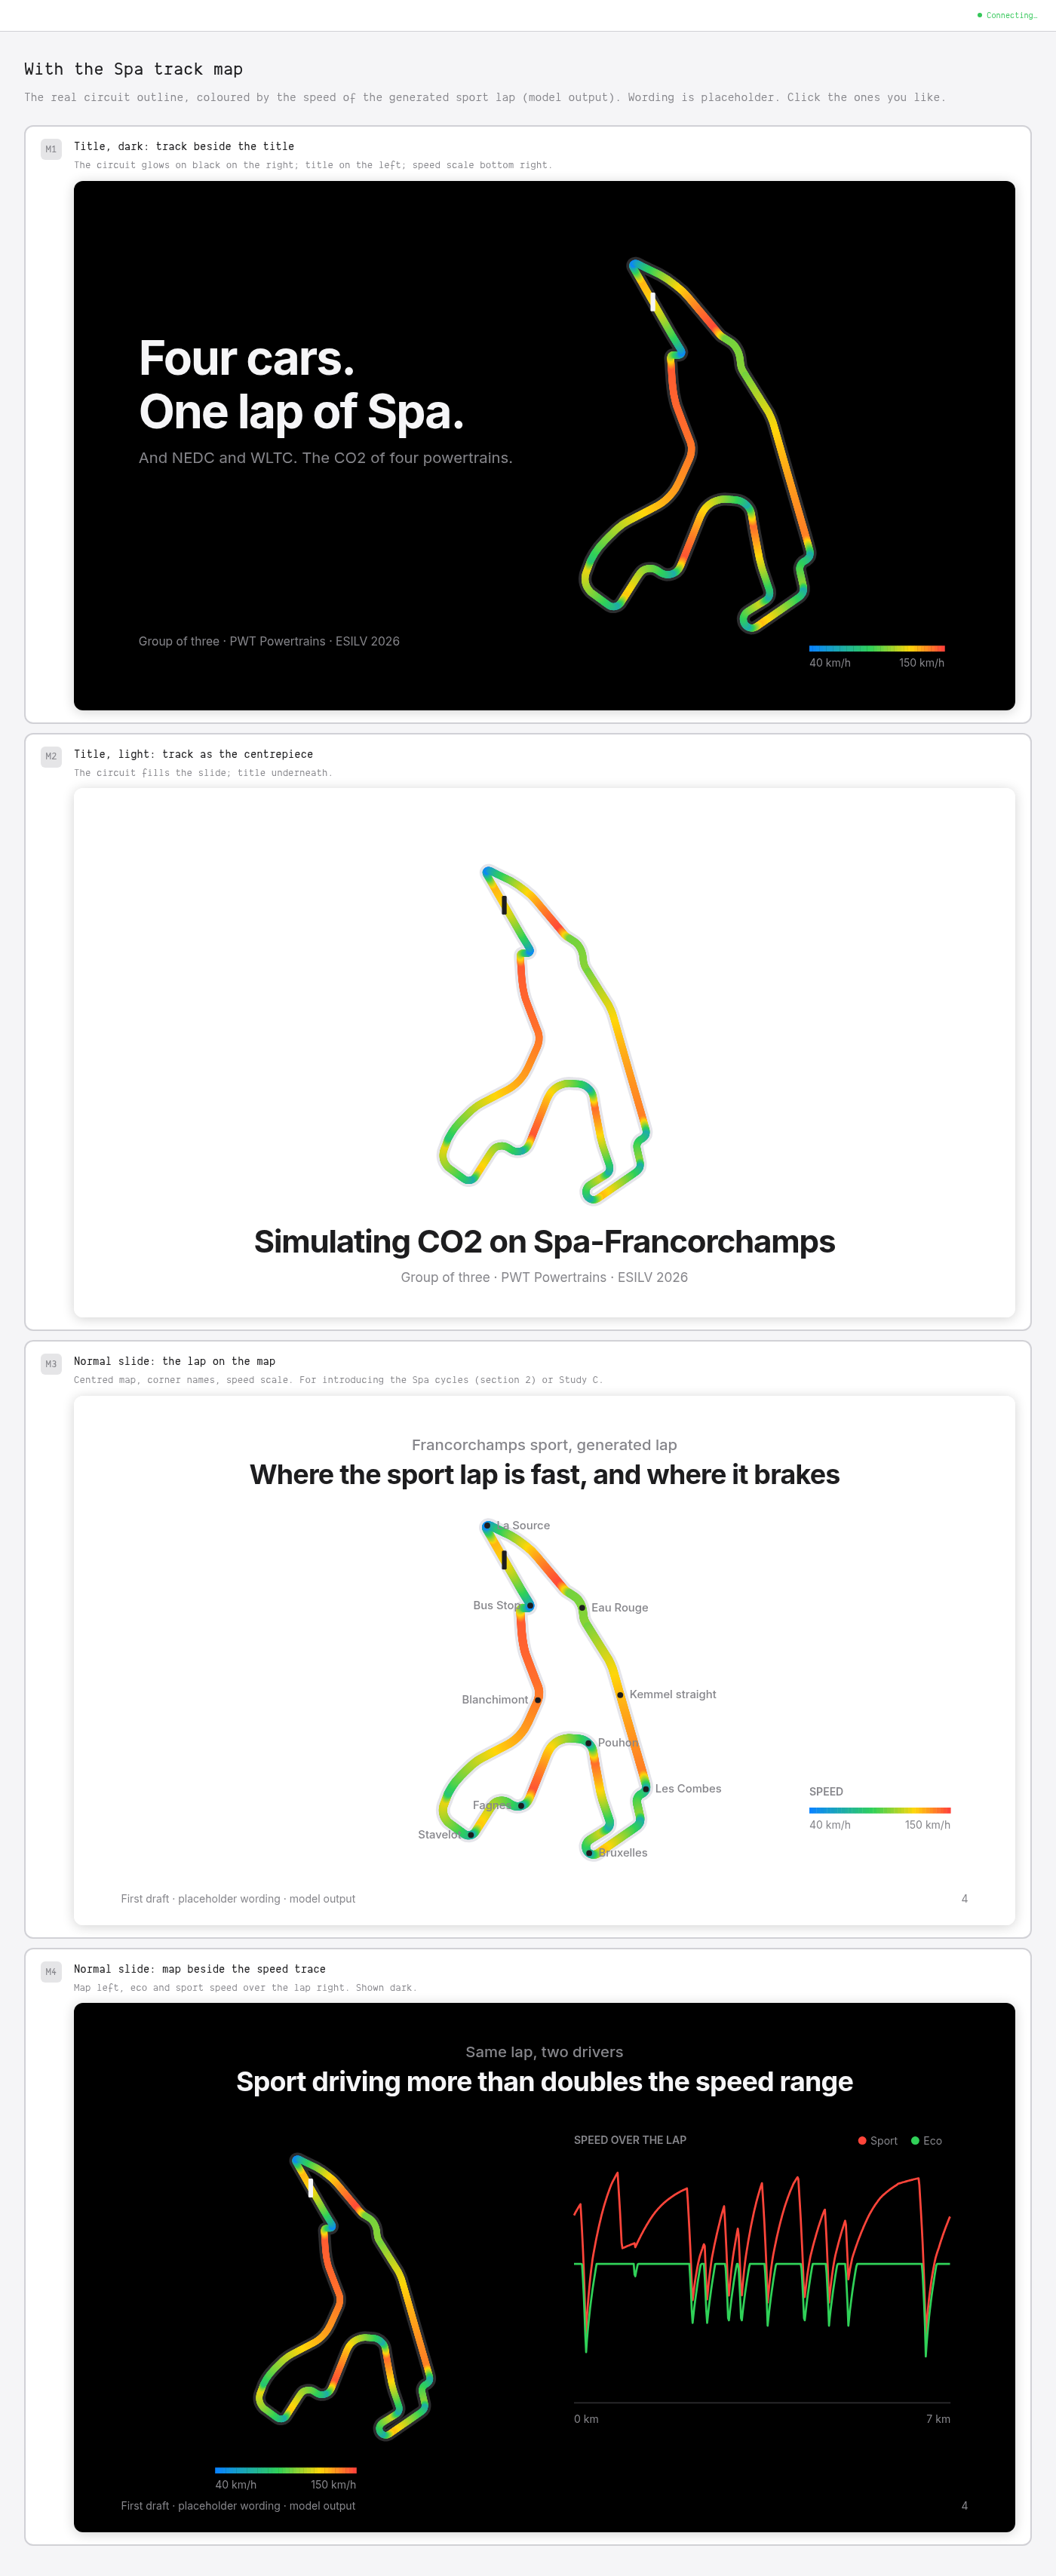 Connecting…
With the Spa track map
The real circuit outline, coloured by the speed of the generated sport lap (model output). Wording is placeholder. Click the ones you like.
M1
Title, dark: track beside the title
The circuit glows on black on the right; title on the left; speed scale bottom right.
Four cars.
One lap of Spa.
And NEDC and WLTC. The CO2 of four powertrains.
Group of three · PWT Powertrains · ESILV 2026
40 km/h 150 km/h
M2
Title, light: track as the centrepiece
The circuit fills the slide; title underneath.
Simulating CO2 on Spa-Francorchamps
Group of three · PWT Powertrains · ESILV 2026
M3
Normal slide: the lap on the map
Centred map, corner names, speed scale. For introducing the Spa cycles (section 2) or Study C.
Francorchamps sport, generated lap
Where the sport lap is fast, and where it brakes
La Source
Bus Stop
Eau Rouge
Blanchimont
Kemmel straight
Pouhon
Les Combes
Fagnes
Stavelot
Bruxelles
SPEED
40 km/h 150 km/h
First draft · placeholder wording · model output
4
M4
Normal slide: map beside the speed trace
Map left, eco and sport speed over the lap right. Shown dark.
Same lap, two drivers
Sport driving more than doubles the speed range
SPEED OVER THE LAP
Sport Eco
0 km 7 km
40 km/h 150 km/h
First draft · placeholder wording · model output
4